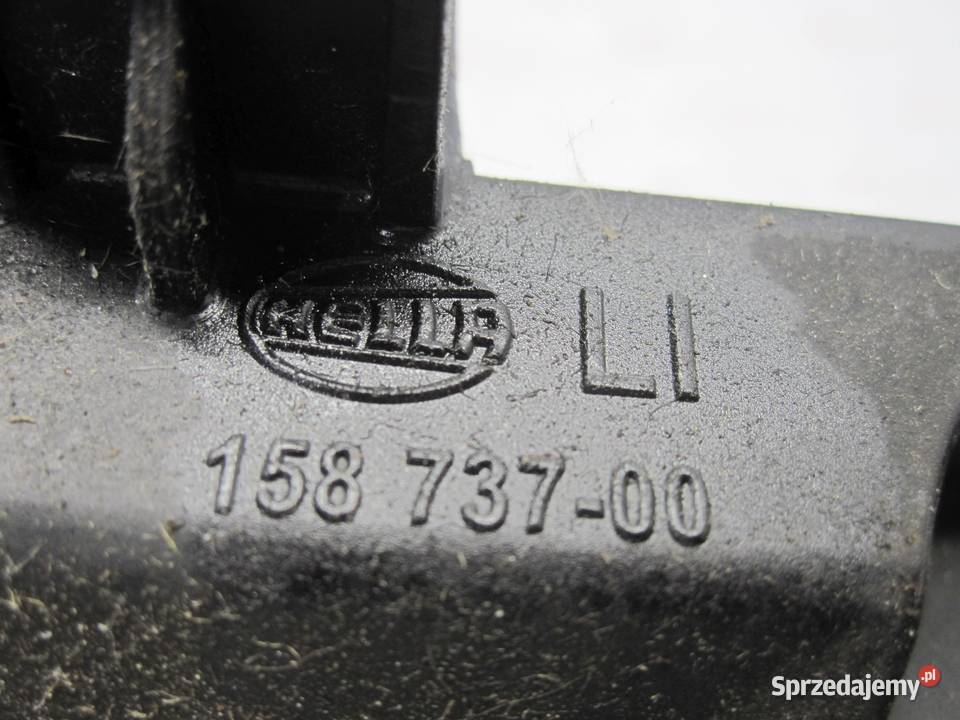 HELLA LI
158 737-00
Sprzedajemy.pl